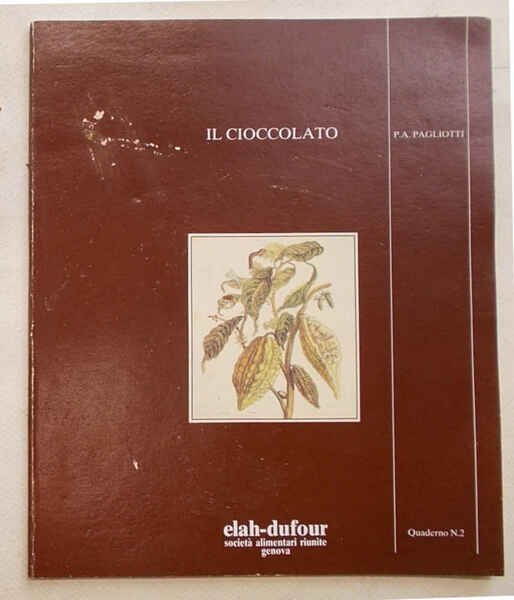 IL CIOCCOLATO
P.A. PAGLIOTTI
elah-dufour
società alimentari riunite
genova
Quaderno N.2